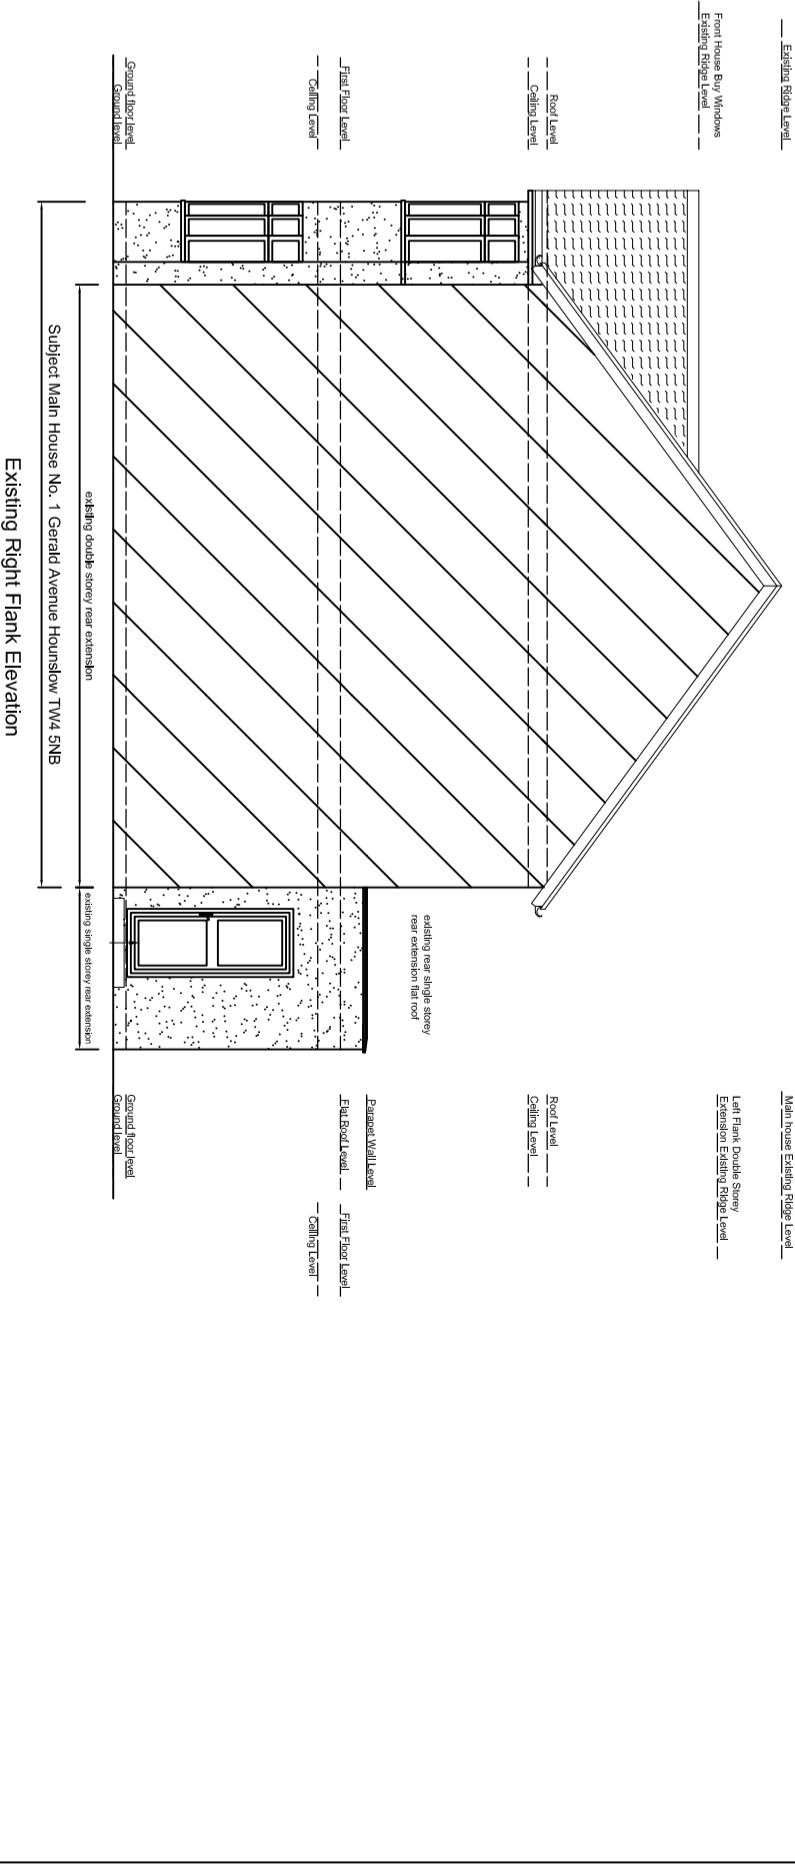 Existing Ridge Level
Front House Buy Windows
Existing Ridge Level
Roof Level
Ceiling Level
First Floor Level
Ceiling Level
Ground floor level
Ground level
Main house Existing Ridge Level
Left Flank Double Storey
Extension Existing Ridge Level
Roof Level
Ceiling Level
Parapet Wall Level
Flat Roof Level
First Floor Level
Ceiling Level
Ground floor level
Ground level
existing rear single storey
rear extension flat roof
existing double storey rear extension
existing single storey rear extension
Subject Main House No. 1 Gerald Avenue Hounslow TW4 5NB
Existing Right Flank Elevation